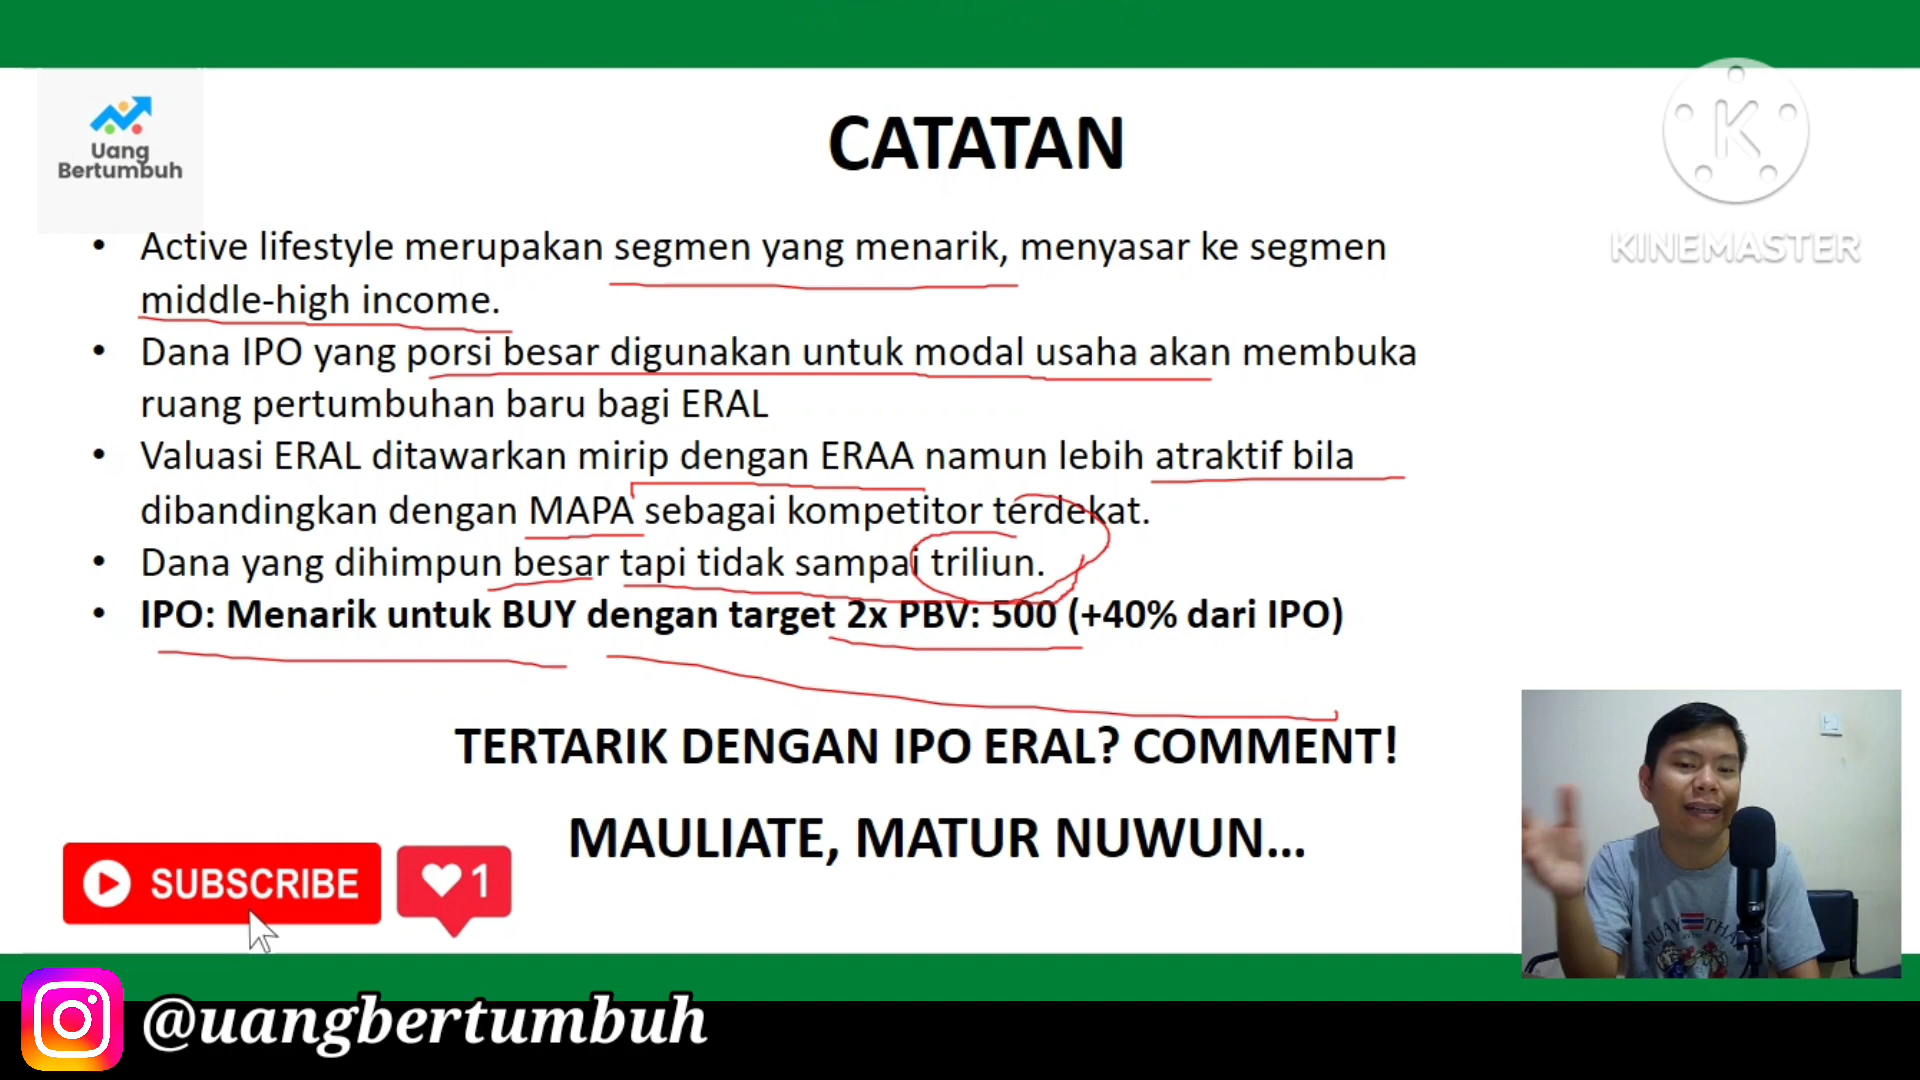 Uang
Bertumbuh
CATATAN
KINEMASTER
• Active lifestyle merupakan segmen yang menarik, menyasar ke segmen
middle-high income.
• Dana IPO yang porsi besar digunakan untuk modal usaha akan membuka
ruang pertumbuhan baru bagi ERAL
• Valuasi ERAL ditawarkan mirip dengan ERAA namun lebih atraktif bila
dibandingkan dengan MAPA sebagai kompetitor terdekat.
• Dana yang dihimpun besar tapi tidak sampai triliun.
• IPO: Menarik untuk BUY dengan target 2x PBV: 500 (+40% dari IPO)
TERTARIK DENGAN IPO ERAL? COMMENT!
MAULIATE, MATUR NUWUN...
SUBSCRIBE
1
MUAY THAI
@uangbertumbuh